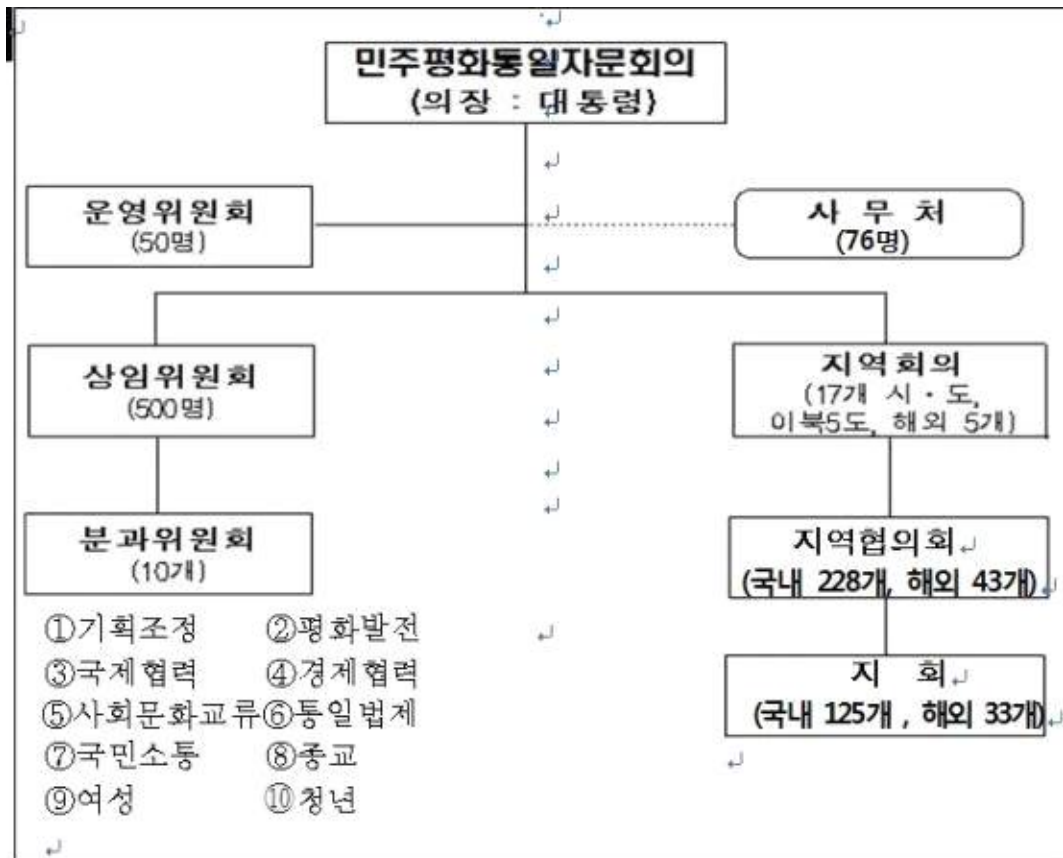 민주평화통일자문회의
(의장 : 대통령)
운영위원회
(50명)
사 무 처
(76명)
상임위원회
(500명)
지역회의
(17개 시·도,
이북5도, 해외 5개)
분과위원회
(10개)
지역협의회
(국내 228개, 해외 43개)
지 회
(국내 125개 , 해외 33개)
①기획조정 ②평화발전
③국제협력 ④경제협력
⑤사회문화교류⑥통일법제
⑦국민소통 ⑧종교
⑨여성 ⑩청년